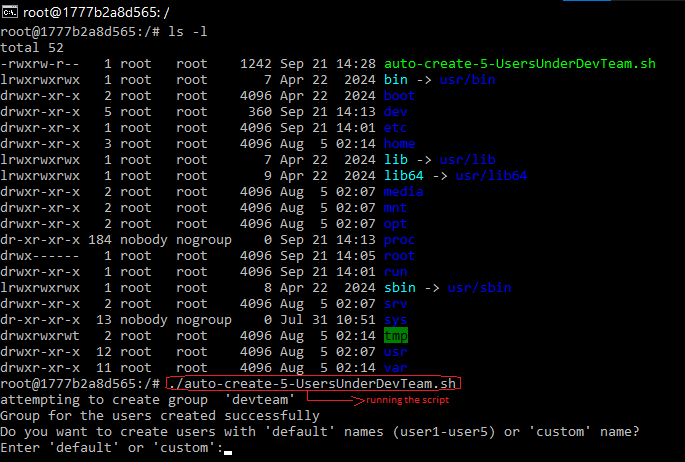 root@1777b2a8d565: /
root@1777b2a8d565:/# ls -l
total 52
-rwxrw-r--   1 root   root    1242 Sep 21 14:28 auto-create-5-UsersUnderDevTeam.sh
lrwxrwxrwx   1 root   root       7 Apr 22  2024 bin -> usr/bin
drwxr-xr-x   2 root   root    4096 Apr 22  2024 boot
drwxr-xr-x   5 root   root     360 Sep 21 14:13 dev
drwxr-xr-x   1 root   root    4096 Sep 21 14:01 etc
drwxr-xr-x   3 root   root    4096 Aug  5 02:14 home
lrwxrwxrwx   1 root   root       7 Apr 22  2024 lib -> usr/lib
lrwxrwxrwx   1 root   root       9 Apr 22  2024 lib64 -> usr/lib64
drwxr-xr-x   2 root   root    4096 Aug  5 02:07 media
drwxr-xr-x   2 root   root    4096 Aug  5 02:07 mnt
drwxr-xr-x   2 root   root    4096 Aug  5 02:07 opt
dr-xr-xr-x 184 nobody nogroup    0 Sep 21 14:13 proc
drwx------   1 root   root    4096 Sep 21 14:05 root
drwxr-xr-x   1 root   root    4096 Sep 21 14:01 run
lrwxrwxrwx   1 root   root       8 Apr 22  2024 sbin -> usr/sbin
drwxr-xr-x   2 root   root    4096 Aug  5 02:07 srv
dr-xr-xr-x  13 nobody nogroup    0 Jul 31 10:51 sys
drwxrwxrwt   2 root   root    4096 Aug  5 02:14 tmp
drwxr-xr-x  12 root   root    4096 Aug  5 02:07 usr
drwxr-xr-x  11 root   root    4096 Aug  5 02:14 var
root@1777b2a8d565:/# ./auto-create-5-UsersUnderDevTeam.sh
attempting to create group  'devteam' running the script
Group for the users created successfully
Do you want to create users with 'default' names (user1-user5) or 'custom' name?
Enter 'default' or 'custom':